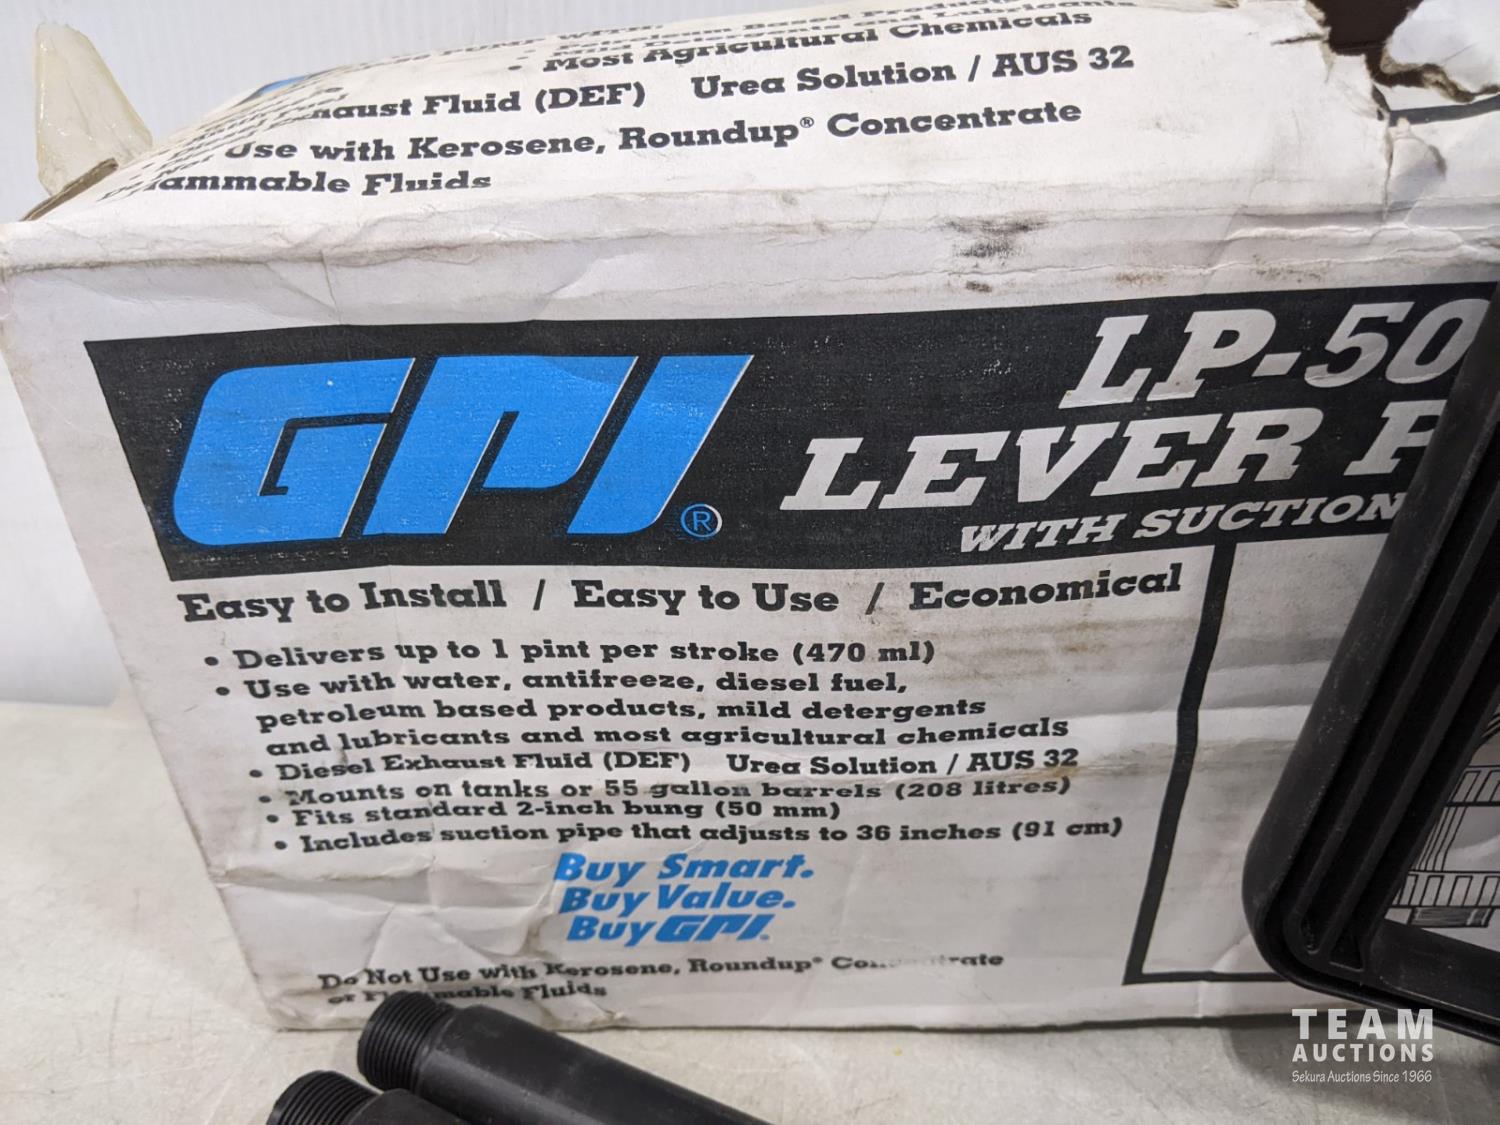 Most Agricultural Chemicals
Fluid (DEF) Urea Solution / AUS 32
Use with Kerosene, Roundup® Concentrate
Fluids
GPI®
LP-50
LEVER
WITH SUCTION
Easy to Install / Easy to Use / Economical
• Delivers up to 1 pint per stroke (470 ml)
• Use with water, antifreeze, diesel fuel,
petroleum based products, mild detergents
and lubricants and most agricultural chemicals
• Diesel Exhaust Fluid (DEF) Urea Solution / AUS 32
• Mounts on tanks or 55 gallon barrels (208 litres)
• Fits standard 2-inch bung (50 mm)
• Includes suction pipe that adjusts to 36 inches (91 cm)
Buy Smart.
Buy Value.
Buy GPI.
Do Not Use with Kerosene, Roundup®
or Fluids
TEAM
AUCTIONS
Sekura Auctions Since 1966